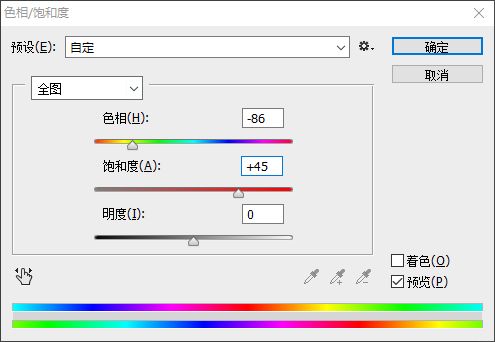 色相/饱和度
预设(E): 自定
确定
取消
全图
色相(H): -86
饱和度(A): +45
明度(I): 0
着色(O)
预览(P)